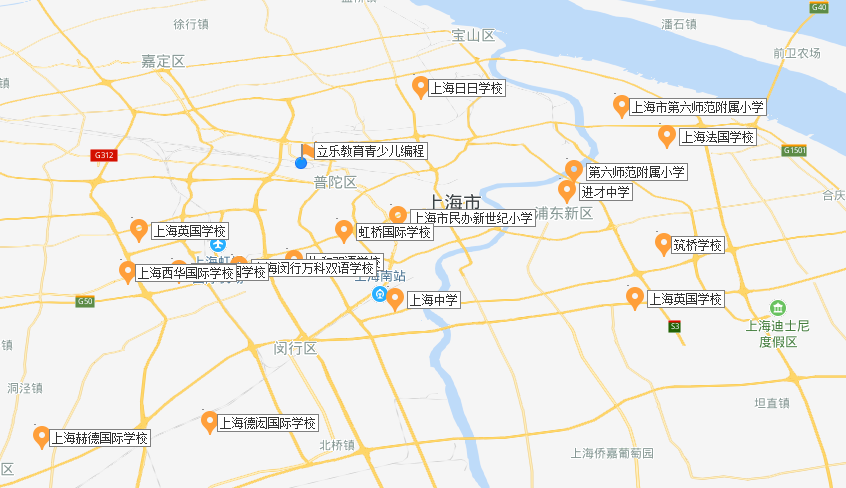 徐行镇
宝山区
潘石镇
G40
前卫农场
嘉定区
上海日日学校
上海市第六师范附属小学
上海法国学校
G1501
G312
立乐教育青少儿编程
普陀区
第六师范附属小学
进才中学
合庆
上海市
浦东新区
上海市民办新世纪小学
虹桥国际学校
上海英国学校
筑桥学校
上海西华国际学校
国学校
上海闵行万科双语学校
上海南站
上海中学
上海英国学校
G50
S3
上海迪士尼
度假区
镇
闵行区
洞泾镇
坦直镇
上海德闳国际学校
上海赫德国际学校
北桥镇
上海侨嘉葡萄园
区